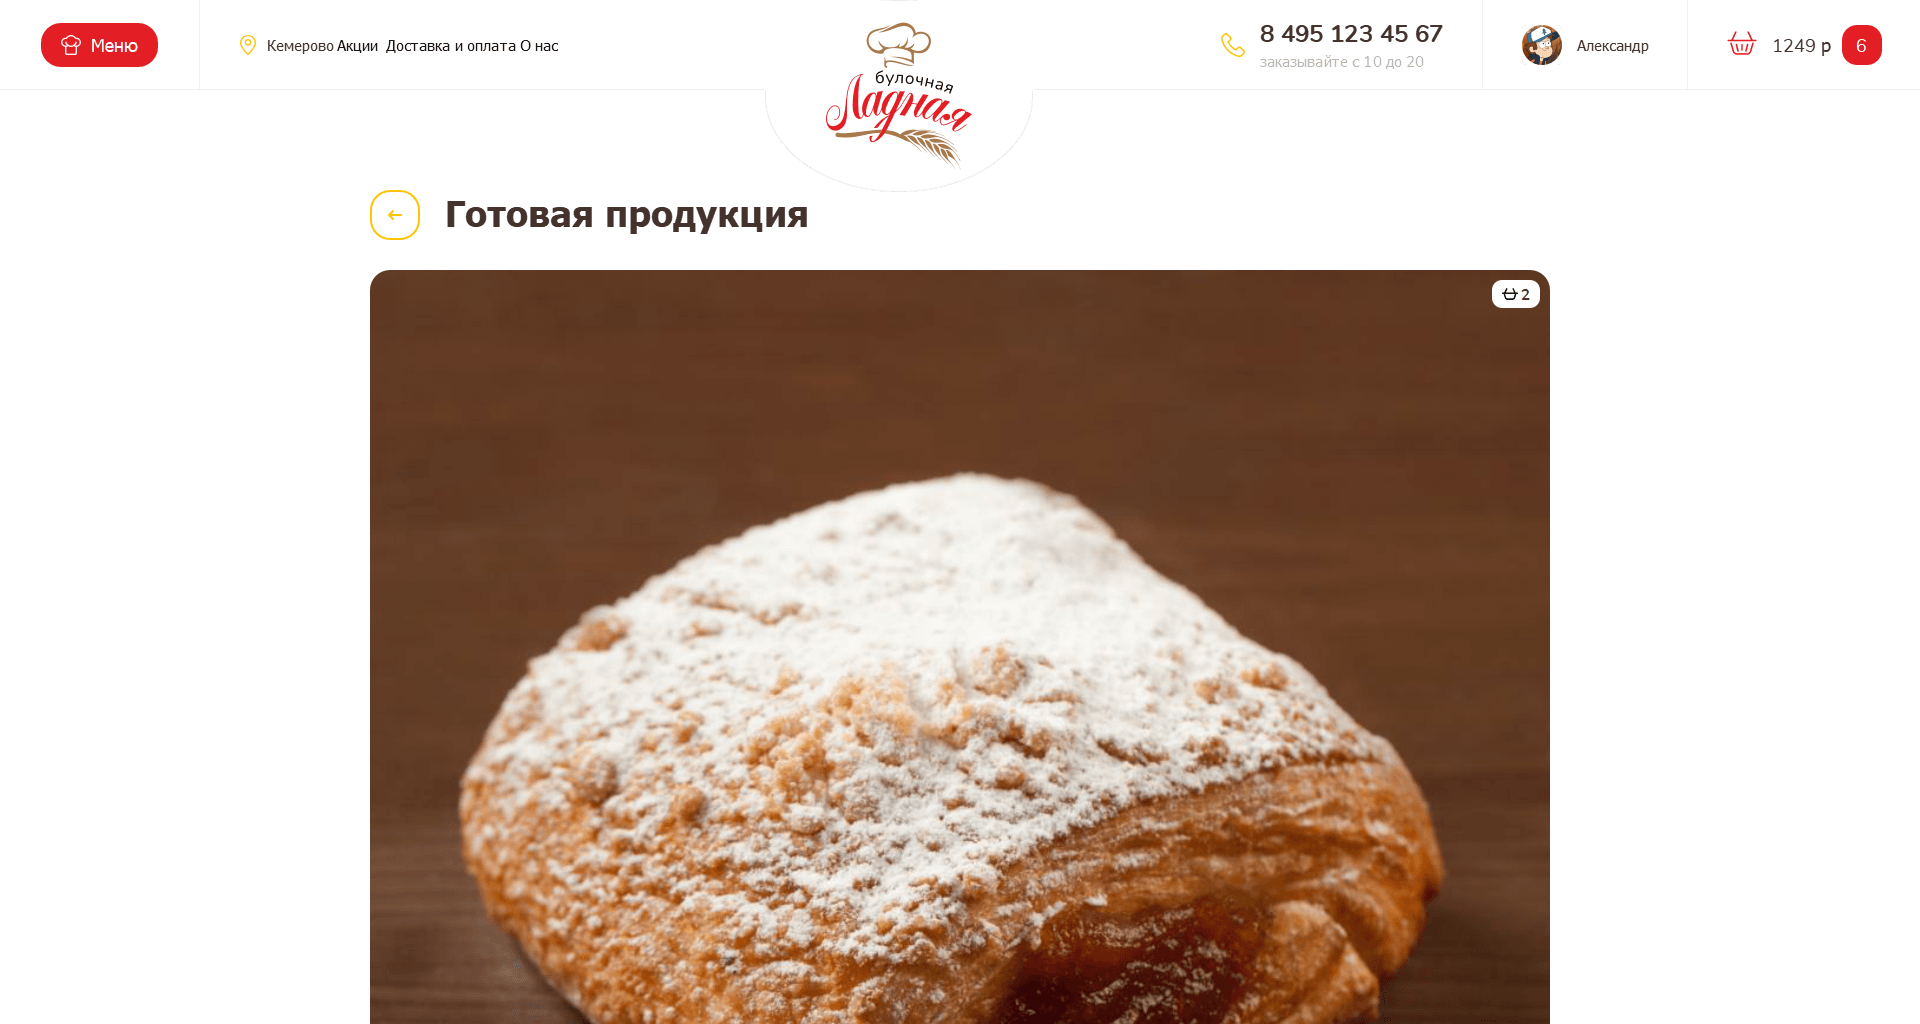 Меню
Кемерово Акции Доставка и оплата О нас
булочная
Ладная
8 495 123 45 67
заказывайте с 10 до 20
Александр
1249 р 6
Готовая продукция
2